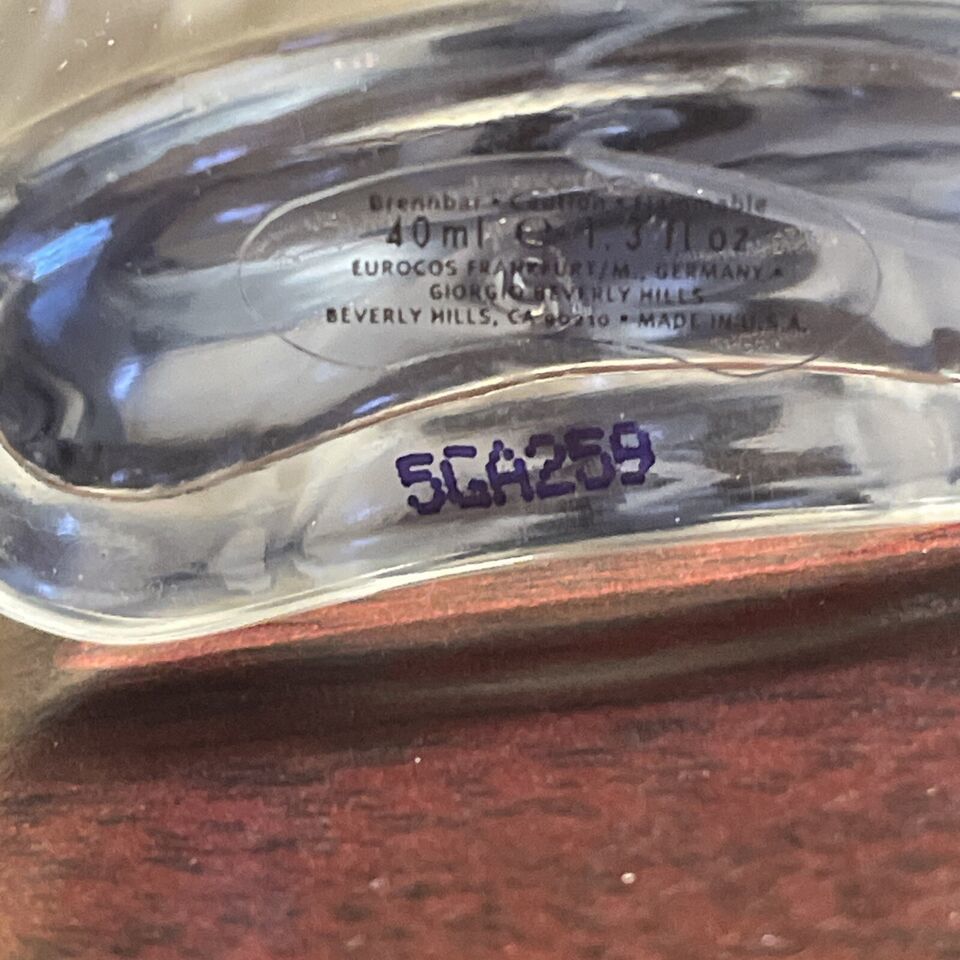 Brennbar • Caution • Flammable
40 ml ℮ 1.3 fl oz
EUROCOS FRANKFURT/M., GERMANY •
GIORGIO BEVERLY HILLS
BEVERLY HILLS, CA 90210 • MADE IN U.S.A.
5GA259